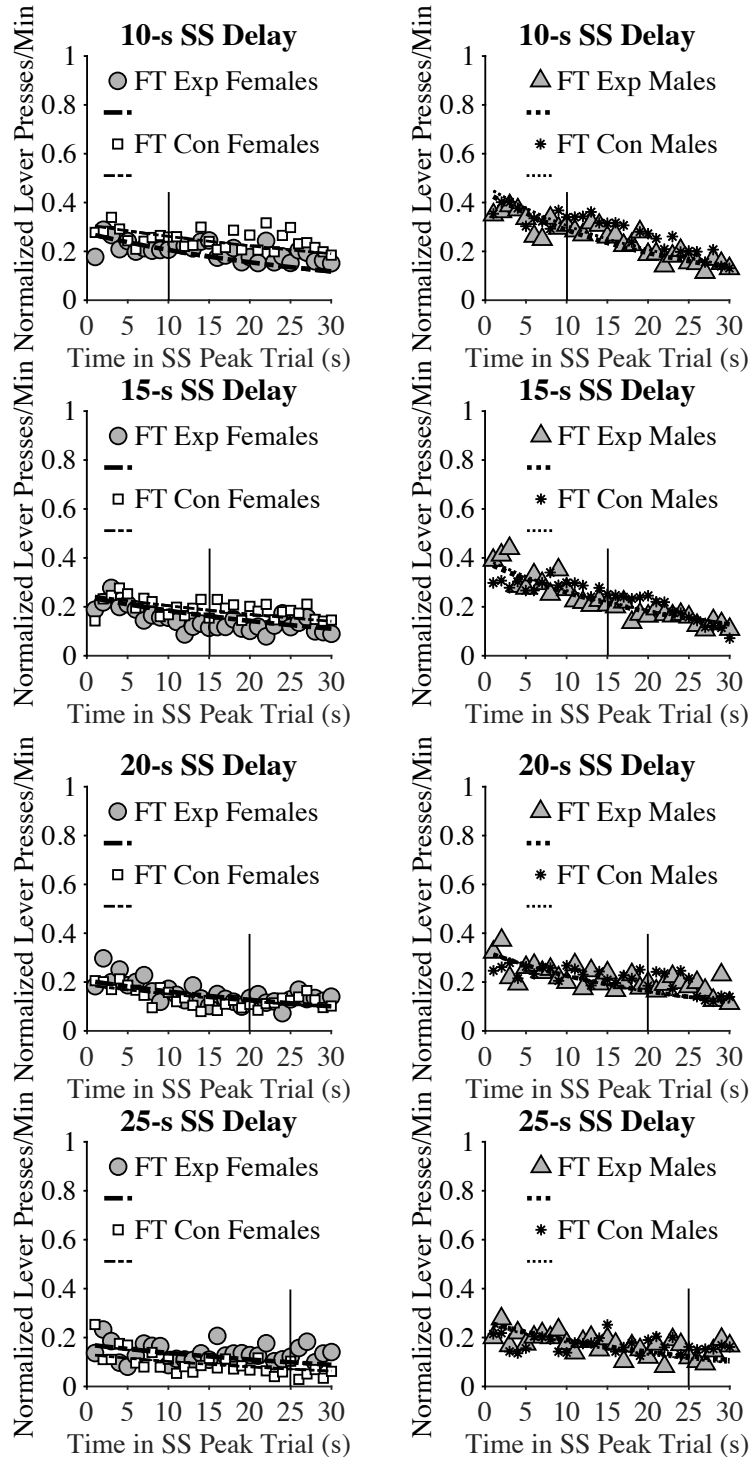 10-s SS Delay
FT Exp Females
FT Con Females
Normalized Lever Presses/Min
1
0.8
0.6
0.4
0.2
0
0 5 10 15 20 25 30
Time in SS Peak Trial (s)
10-s SS Delay
FT Exp Males
FT Con Males
Normalized Lever Presses/Min
1
0.8
0.6
0.4
0.2
0
0 5 10 15 20 25 30
Time in SS Peak Trial (s)
15-s SS Delay
FT Exp Females
FT Con Females
Normalized Lever Presses/Min
1
0.8
0.6
0.4
0.2
0
0 5 10 15 20 25 30
Time in SS Peak Trial (s)
15-s SS Delay
FT Exp Males
FT Con Males
Normalized Lever Presses/Min
1
0.8
0.6
0.4
0.2
0
0 5 10 15 20 25 30
Time in SS Peak Trial (s)
20-s SS Delay
FT Exp Females
FT Con Females
Normalized Lever Presses/Min
1
0.8
0.6
0.4
0.2
0
0 5 10 15 20 25 30
Time in SS Peak Trial (s)
20-s SS Delay
FT Exp Males
FT Con Males
Normalized Lever Presses/Min
1
0.8
0.6
0.4
0.2
0
0 5 10 15 20 25 30
Time in SS Peak Trial (s)
25-s SS Delay
FT Exp Females
FT Con Females
Normalized Lever Presses/Min
1
0.8
0.6
0.4
0.2
0
0 5 10 15 20 25 30
Time in SS Peak Trial (s)
25-s SS Delay
FT Exp Males
FT Con Males
Normalized Lever Presses/Min
1
0.8
0.6
0.4
0.2
0
0 5 10 15 20 25 30
Time in SS Peak Trial (s)